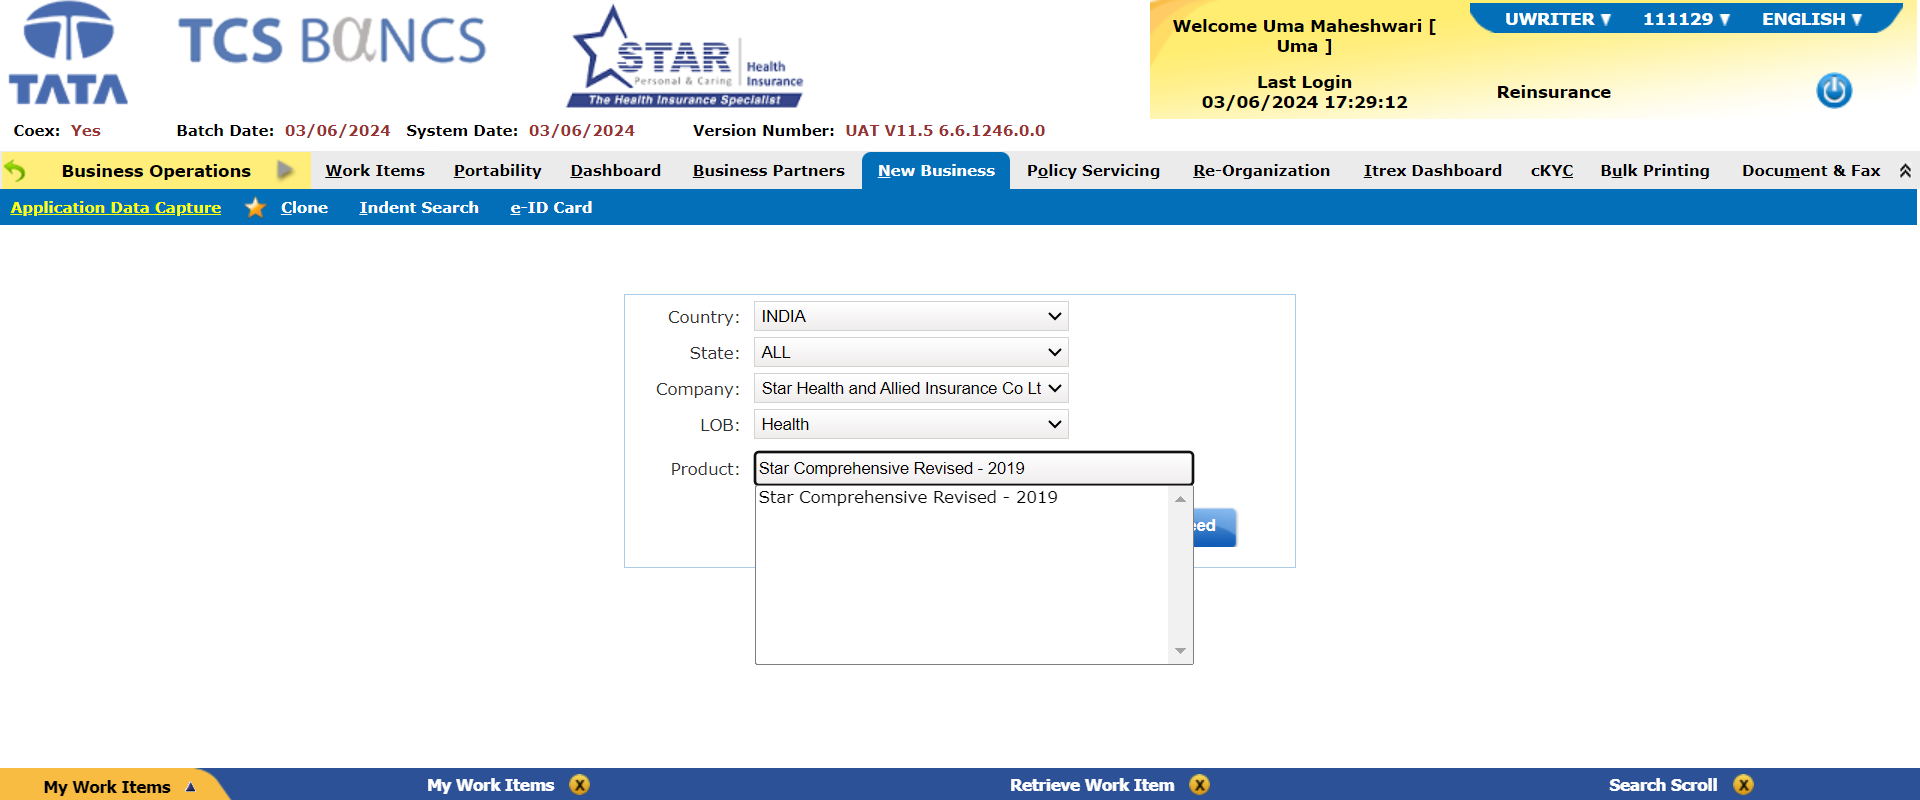 TATA
TCS BαNCS
STAR
Health
Insurance
Personal & Caring
The Health Insurance Specialist
Welcome Uma Maheshwari [
Uma ]
Last Login
03/06/2024 17:29:12
UWRITER ▼ 111129 ▼ ENGLISH ▼
Reinsurance
Coex: Yes Batch Date: 03/06/2024 System Date: 03/06/2024 Version Number: UAT V11.5 6.6.1246.0.0
Business Operations Work Items Portability Dashboard Business Partners New Business Policy Servicing Re-Organization Itrex Dashboard cKYC Bulk Printing Document & Fax
Application Data Capture Clone Indent Search e-ID Card
Country: INDIA
State: ALL
Company: Star Health and Allied Insurance Co Lt
LOB: Health
Product: Star Comprehensive Revised - 2019
Star Comprehensive Revised - 2019
eed
My Work Items ▲ My Work Items X Retrieve Work Item X Search Scroll X